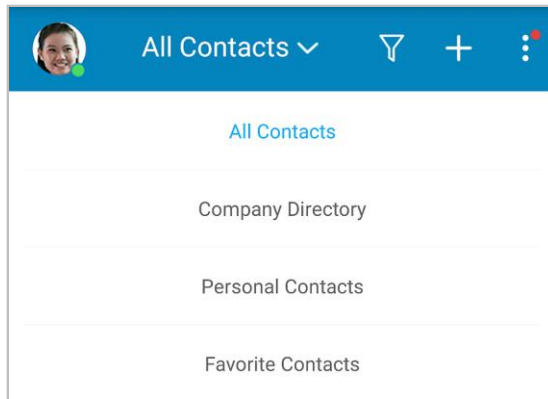 All Contacts
All Contacts
Company Directory
Personal Contacts
Favorite Contacts